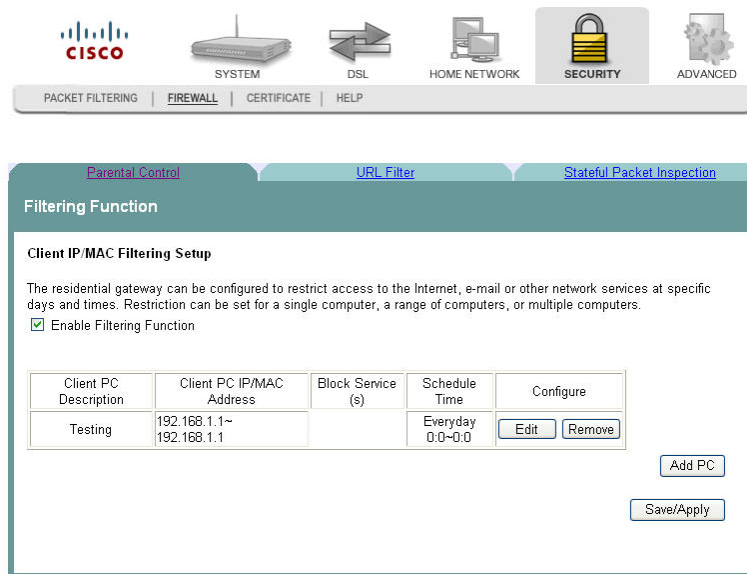 CISCO
SYSTEM
DSL
HOME NETWORK
SECURITY
ADVANCED
PACKET FILTERING | FIREWALL | CERTIFICATE | HELP
Parental Control
URL Filter
Stateful Packet Inspection
Filtering Function
Client IP/MAC Filtering Setup
The residential gateway can be configured to restrict access to the Internet, e-mail or other network services at specific
days and times. Restriction can be set for a single computer, a range of computers, or multiple computers.
Enable Filtering Function
Client PC
Description
Client PC IP/MAC
Address
Block Service
(s)
Schedule
Time
Configure
Testing
192.168.1.1~
192.168.1.1
Everyday
0:0~0:0
Edit
Remove
Add PC
Save/Apply